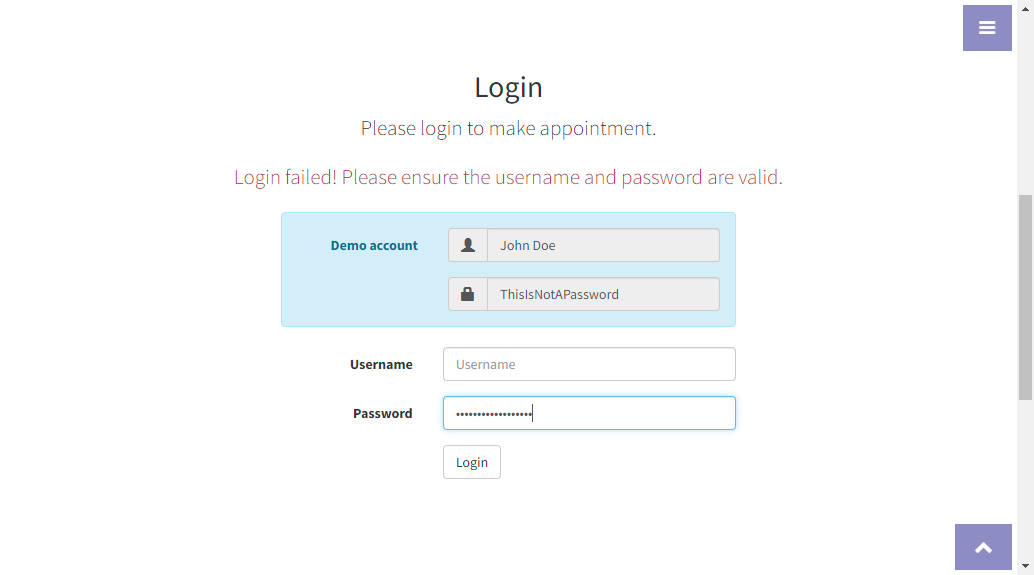 Login
Please login to make appointment.
Login failed! Please ensure the username and password are valid.
Demo account
John Doe
ThisIsNotAPassword
Username
Username
Password
••••••••••••••••••
Login